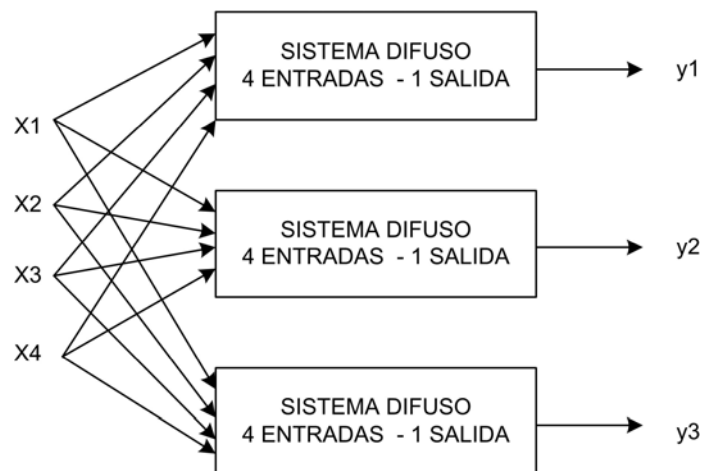 SISTEMA DIFUSO
4 ENTRADAS - 1 SALIDA
y1
X1
X2
SISTEMA DIFUSO
4 ENTRADAS - 1 SALIDA
y2
X3
X4
SISTEMA DIFUSO
4 ENTRADAS - 1 SALIDA
y3